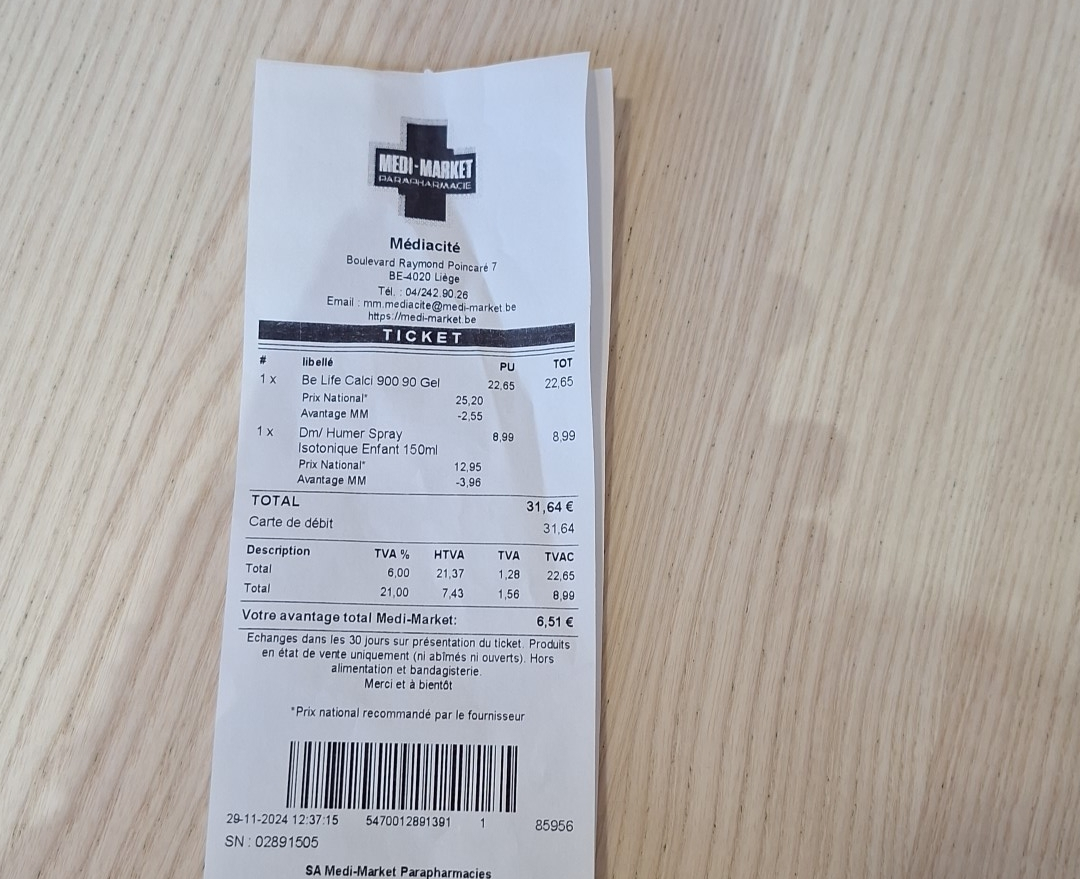 MEDI-MARKET
PARAPHARMACIE
Médiacité
Boulevard Raymond Poincaré 7
BE-4020 Liège
Tél. : 04/242.90.26
Email : mm.mediacite@medi-market.be
https://medi-market.be
TICKET
# libellé PU TOT
1 x Be Life Calci 900 90 Gel 22,65 22,65
Prix National* 25,20
Avantage MM -2,55
1 x Dm/ Humer Spray 8,99 8,99
Isotonique Enfant 150ml
Prix National* 12,95
Avantage MM -3,96
TOTAL 31,64 €
Carte de débit 31,64
Description TVA % HTVA TVA TVAC
Total 6,00 21,37 1,28 22,65
Total 21,00 7,43 1,56 8,99
Votre avantage total Medi-Market: 6,51 €
Echanges dans les 30 jours sur présentation du ticket. Produits
en état de vente uniquement (ni abîmés ni ouverts). Hors
alimentation et bandagisterie.
Merci et à bientôt
*Prix national recommandé par le fournisseur
29-11-2024 12:37:15 5470012891391 1 85956
SN : 02891505
SA Medi-Market Parapharmacies